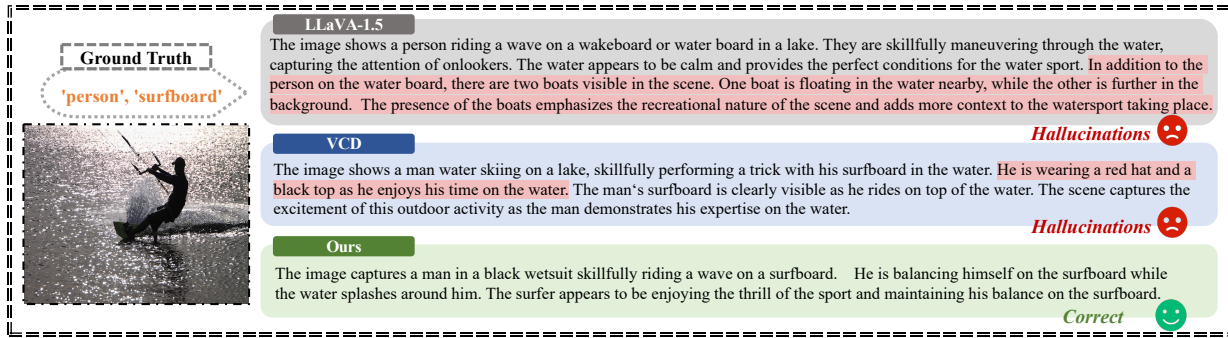 Ground Truth
'person', 'surfboard'
LLaVA-1.5
The image shows a person riding a wave on a wakeboard or water board in a lake. They are skillfully maneuvering through the water,
capturing the attention of onlookers. The water appears to be calm and provides the perfect conditions for the water sport. In addition to the
person on the water board, there are two boats visible in the scene. One boat is floating in the water nearby, while the other is further in the
background. The presence of the boats emphasizes the recreational nature of the scene and adds more context to the watersport taking place.
Hallucinations
VCD
The image shows a man water skiing on a lake, skillfully performing a trick with his surfboard in the water. He is wearing a red hat and a
black top as he enjoys his time on the water. The man‘s surfboard is clearly visible as he rides on top of the water. The scene captures the
excitement of this outdoor activity as the man demonstrates his expertise on the water.
Hallucinations
Ours
The image captures a man in a black wetsuit skillfully riding a wave on a surfboard. He is balancing himself on the surfboard while
the water splashes around him. The surfer appears to be enjoying the thrill of the sport and maintaining his balance on the surfboard.
Correct